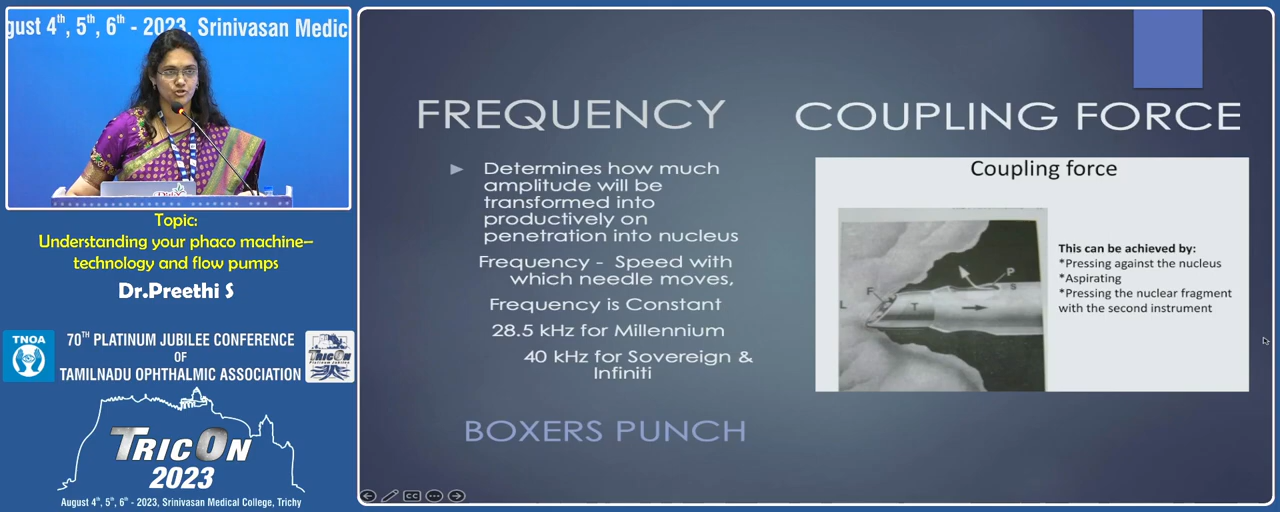 gust 4th, 5th, 6th - 2023. Srinivasan Medic
Topic:
Understanding your phaco machine–
technology and flow pumps
Dr.Preethi S
TNOA
70TH PLATINUM JUBILEE CONFERENCE
OF
TAMILNADU OPHTHALMIC ASSOCIATION
TRICON
Platinum Jubilee
TRICON
2023
August 4th, 5th, 6th - 2023, Srinivasan Medical College, Trichy
FREQUENCY
Determines how much
amplitude will be
transformed into
productively on
penetration into nucleus
Frequency - Speed with
which needle moves,
Frequency is Constant
28.5 kHz for Millennium
40 kHz for Sovereign &
Infiniti
BOXERS PUNCH
COUPLING FORCE
Coupling force
P
S
F
T
L
This can be achieved by:
*Pressing against the nucleus
*Aspirating
*Pressing the nuclear fragment
with the second instrument
CC